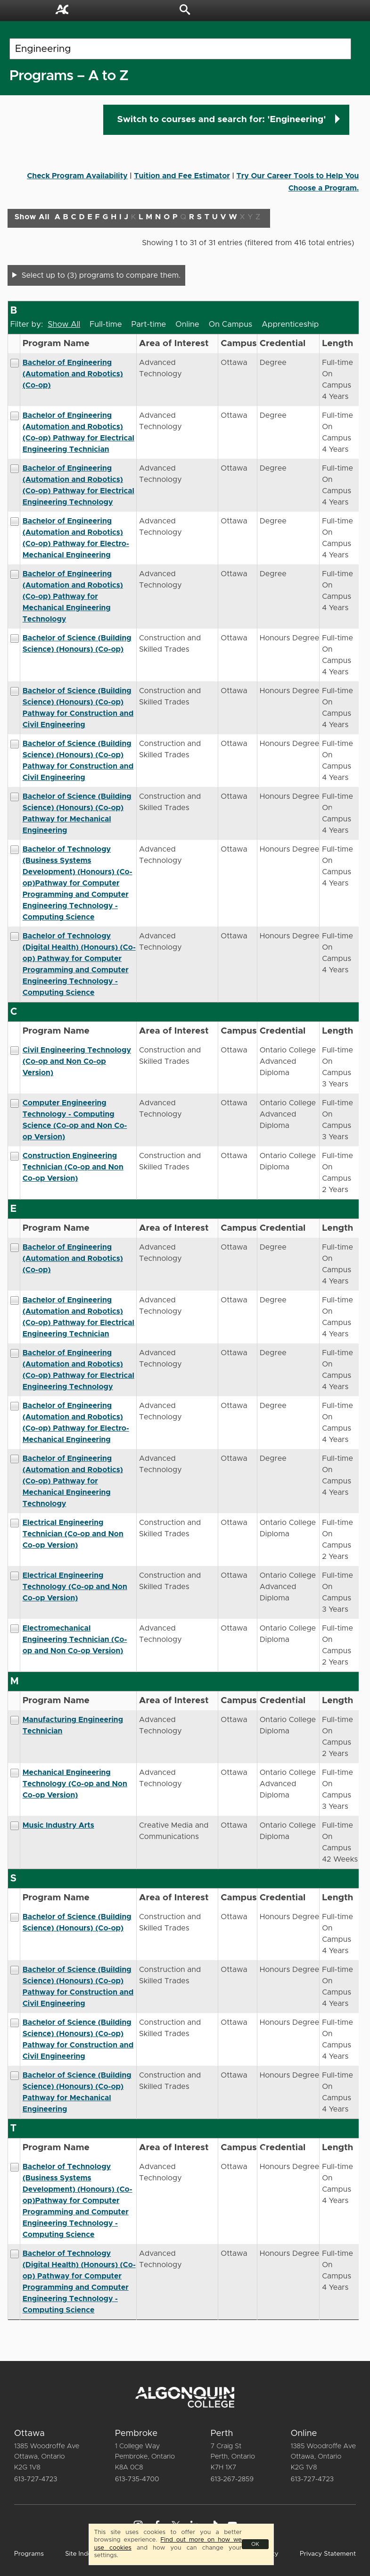 Engineering
Programs – A to Z
Switch to courses and search for: 'Engineering'
Check Program Availability | Tuition and Fee Estimator | Try Our Career Tools to Help You
Choose a Program.
Show All A B C D E F G H I J K L M N O P Q R S T U V W X Y Z
Showing 1 to 31 of 31 entries (filtered from 416 total entries)
Select up to (3) programs to compare them.
B
Filter by: Show All Full-time Part-time Online On Campus Apprenticeship
Program Name Area of Interest Campus Credential Length
Bachelor of Engineering Advanced Ottawa Degree Full-time
(Automation and Robotics) Technology On
(Co-op) Campus
4 Years
Bachelor of Engineering Advanced Ottawa Degree Full-time
(Automation and Robotics) Technology On
(Co-op) Pathway for Electrical Campus
Engineering Technician 4 Years
Bachelor of Engineering Advanced Ottawa Degree Full-time
(Automation and Robotics) Technology On
(Co-op) Pathway for Electrical Campus
Engineering Technology 4 Years
Bachelor of Engineering Advanced Ottawa Degree Full-time
(Automation and Robotics) Technology On
(Co-op) Pathway for Electro- Campus
Mechanical Engineering 4 Years
Bachelor of Engineering Advanced Ottawa Degree Full-time
(Automation and Robotics) Technology On
(Co-op) Pathway for Campus
Mechanical Engineering 4 Years
Technology
Bachelor of Science (Building Construction and Ottawa Honours Degree Full-time
Science) (Honours) (Co-op) Skilled Trades On
Campus
4 Years
Bachelor of Science (Building Construction and Ottawa Honours Degree Full-time
Science) (Honours) (Co-op) Skilled Trades On
Pathway for Construction and Campus
Civil Engineering 4 Years
Bachelor of Science (Building Construction and Ottawa Honours Degree Full-time
Science) (Honours) (Co-op) Skilled Trades On
Pathway for Construction and Campus
Civil Engineering 4 Years
Bachelor of Science (Building Construction and Ottawa Honours Degree Full-time
Science) (Honours) (Co-op) Skilled Trades On
Pathway for Mechanical Campus
Engineering 4 Years
Bachelor of Technology Advanced Ottawa Honours Degree Full-time
(Business Systems Technology On
Development) (Honours) (Co- Campus
op)Pathway for Computer 4 Years
Programming and Computer
Engineering Technology -
Computing Science
Bachelor of Technology Advanced Ottawa Honours Degree Full-time
(Digital Health) (Honours) (Co- Technology On
op) Pathway for Computer Campus
Programming and Computer 4 Years
Engineering Technology -
Computing Science
C
Program Name Area of Interest Campus Credential Length
Civil Engineering Technology Construction and Ottawa Ontario College Full-time
(Co-op and Non Co-op Skilled Trades Advanced On
Version) Diploma Campus
3 Years
Computer Engineering Advanced Ottawa Ontario College Full-time
Technology - Computing Technology Advanced On
Science (Co-op and Non Co- Diploma Campus
op Version) 3 Years
Construction Engineering Construction and Ottawa Ontario College Full-time
Technician (Co-op and Non Skilled Trades Diploma On
Co-op Version) Campus
2 Years
E
Program Name Area of Interest Campus Credential Length
Bachelor of Engineering Advanced Ottawa Degree Full-time
(Automation and Robotics) Technology On
(Co-op) Campus
4 Years
Bachelor of Engineering Advanced Ottawa Degree Full-time
(Automation and Robotics) Technology On
(Co-op) Pathway for Electrical Campus
Engineering Technician 4 Years
Bachelor of Engineering Advanced Ottawa Degree Full-time
(Automation and Robotics) Technology On
(Co-op) Pathway for Electrical Campus
Engineering Technology 4 Years
Bachelor of Engineering Advanced Ottawa Degree Full-time
(Automation and Robotics) Technology On
(Co-op) Pathway for Electro- Campus
Mechanical Engineering 4 Years
Bachelor of Engineering Advanced Ottawa Degree Full-time
(Automation and Robotics) Technology On
(Co-op) Pathway for Campus
Mechanical Engineering 4 Years
Technology
Electrical Engineering Construction and Ottawa Ontario College Full-time
Technician (Co-op and Non Skilled Trades Diploma On
Co-op Version) Campus
2 Years
Electrical Engineering Construction and Ottawa Ontario College Full-time
Technology (Co-op and Non Skilled Trades Advanced On
Co-op Version) Diploma Campus
3 Years
Electromechanical Advanced Ottawa Ontario College Full-time
Engineering Technician (Co- Technology Diploma On
op and Non Co-op Version) Campus
2 Years
M
Program Name Area of Interest Campus Credential Length
Manufacturing Engineering Advanced Ottawa Ontario College Full-time
Technician Technology Diploma On
Campus
2 Years
Mechanical Engineering Advanced Ottawa Ontario College Full-time
Technology (Co-op and Non Technology Advanced On
Co-op Version) Diploma Campus
3 Years
Music Industry Arts Creative Media and Ottawa Ontario College Full-time
Communications Diploma On
Campus
42 Weeks
S
Program Name Area of Interest Campus Credential Length
Bachelor of Science (Building Construction and Ottawa Honours Degree Full-time
Science) (Honours) (Co-op) Skilled Trades On
Campus
4 Years
Bachelor of Science (Building Construction and Ottawa Honours Degree Full-time
Science) (Honours) (Co-op) Skilled Trades On
Pathway for Construction and Campus
Civil Engineering 4 Years
Bachelor of Science (Building Construction and Ottawa Honours Degree Full-time
Science) (Honours) (Co-op) Skilled Trades On
Pathway for Construction and Campus
Civil Engineering 4 Years
Bachelor of Science (Building Construction and Ottawa Honours Degree Full-time
Science) (Honours) (Co-op) Skilled Trades On
Pathway for Mechanical Campus
Engineering 4 Years
T
Program Name Area of Interest Campus Credential Length
Bachelor of Technology Advanced Ottawa Honours Degree Full-time
(Business Systems Technology On
Development) (Honours) (Co- Campus
op)Pathway for Computer 4 Years
Programming and Computer
Engineering Technology -
Computing Science
Bachelor of Technology Advanced Ottawa Honours Degree Full-time
(Digital Health) (Honours) (Co- Technology On
op) Pathway for Computer Campus
Programming and Computer 4 Years
Engineering Technology -
Computing Science
ALGONQUIN
COLLEGE
Ottawa Pembroke Perth Online
1385 Woodroffe Ave 1 College Way 7 Craig St 1385 Woodroffe Ave
Ottawa, Ontario Pembroke, Ontario Perth, Ontario Ottawa, Ontario
K2G 1V8 K8A 0C8 K7H 1X7 K2G 1V8
613-727-4723 613-735-4700 613-267-2859 613-727-4723
This site uses cookies to offer you a better
browsing experience. Find out more on how we
use cookies and how you can change your
settings.
OK
Programs Site Privacy Statement